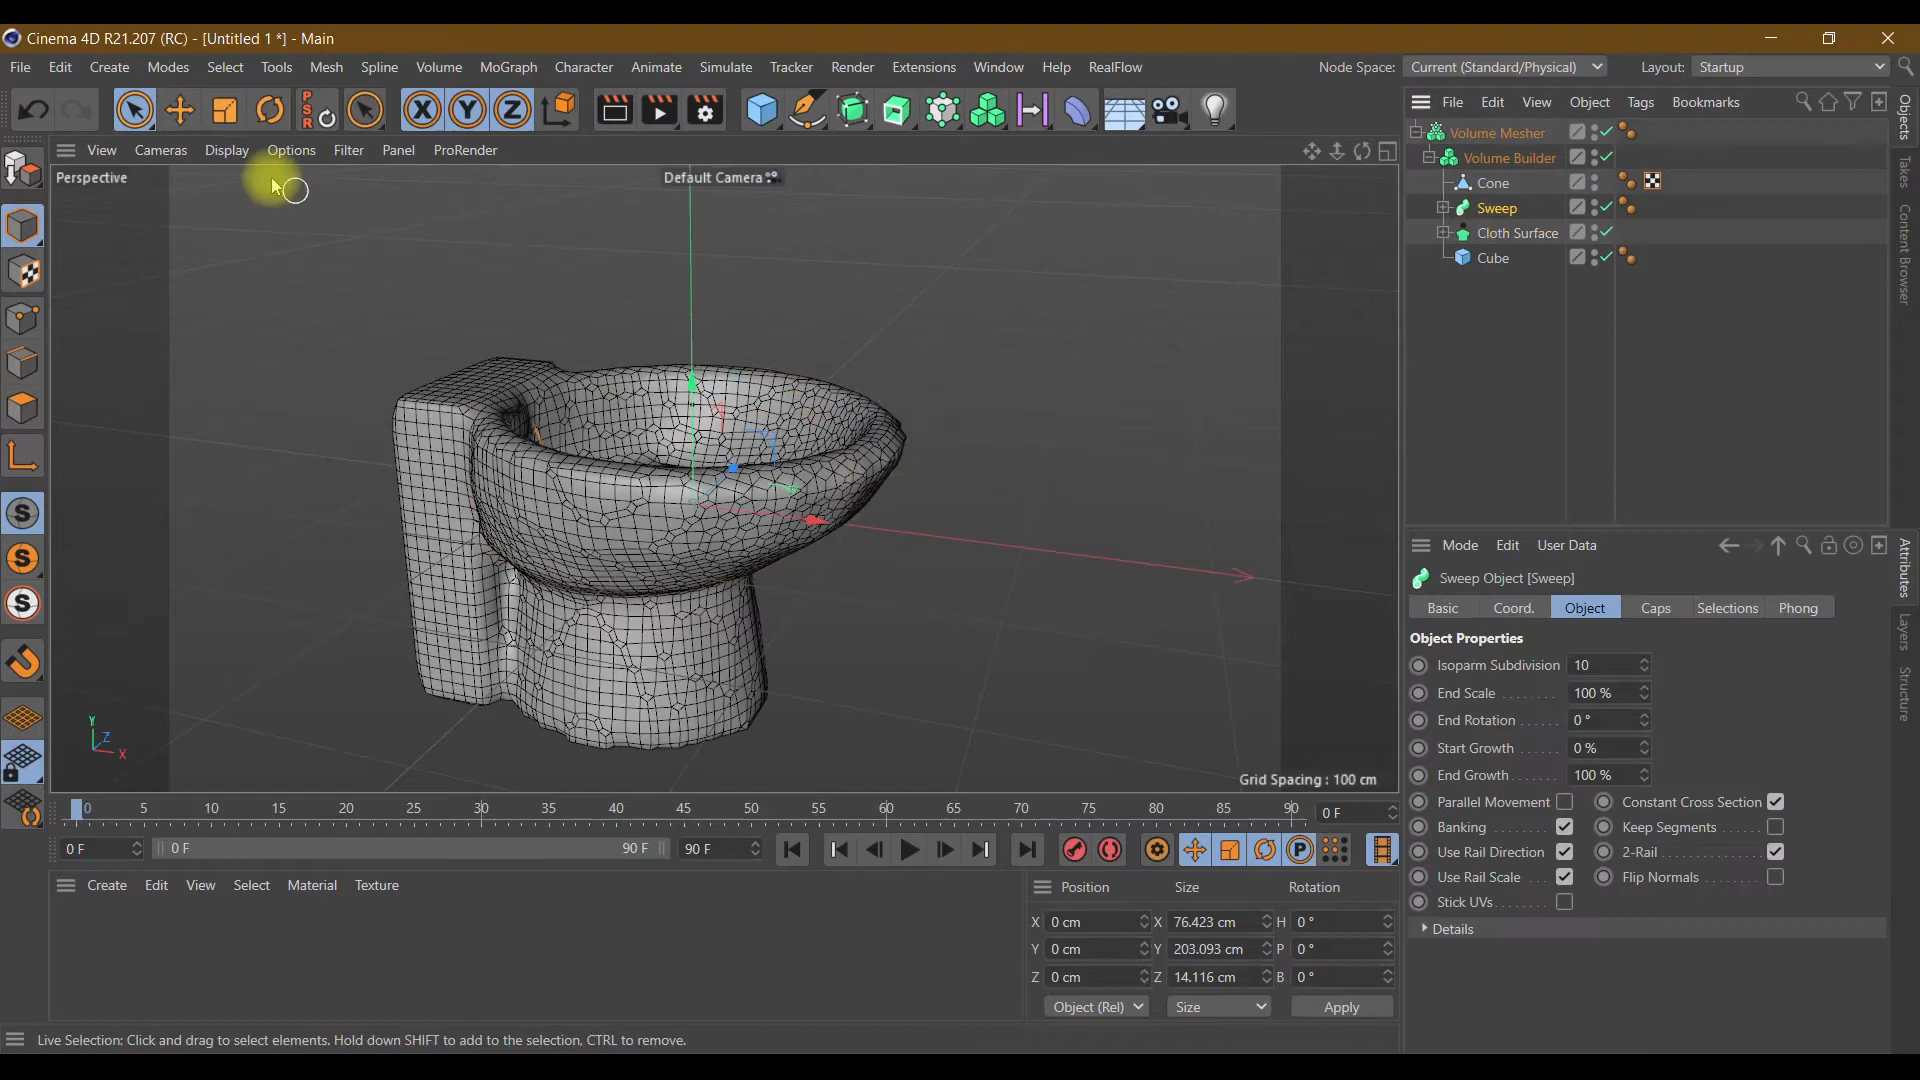 Cinema 4D R21.207 (RC) - [Untitled 1 *] - Main
File Edit Create Modes Select Tools Mesh Spline Volume MoGraph Character Animate Simulate Tracker Render Extensions Window Help RealFlow Node Space: Current (Standard/Physical) Layout: Startup
P S R X Y Z
File Edit View Object Tags Bookmarks
View Cameras Display Options Filter Panel ProRender
Perspective
Default Camera
Volume Mesher
Volume Builder
Cone
Sweep
Cloth Surface
Cube
Objects
Takes
Content Browser
Mode Edit User Data
Sweep Object [Sweep]
Basic Coord. Object Caps Selections Phong
Object Properties
Isoparm Subdivision 10
End Scale 100 %
End Rotation 0 °
Start Growth 0 %
End Growth 100 %
Parallel Movement Constant Cross Section
Banking Keep Segments
Use Rail Direction 2-Rail
Use Rail Scale Flip Normals
Stick UVs
Details
Attributes
Layers
Structure
S
S
S
Y
Z
X
Grid Spacing : 100 cm
0 5 10 15 20 25 30 35 40 45 50 55 60 65 70 75 80 85 90 0 F
0 F 0 F 90 F 90 F P
Create Edit View Select Material Texture
Position Size Rotation
X 0 cm X 76.423 cm H 0 °
Y 0 cm Y 203.093 cm P 0 °
Z 0 cm Z 14.116 cm B 0 °
Object (Rel) Size Apply
Live Selection: Click and drag to select elements. Hold down SHIFT to add to the selection, CTRL to remove.